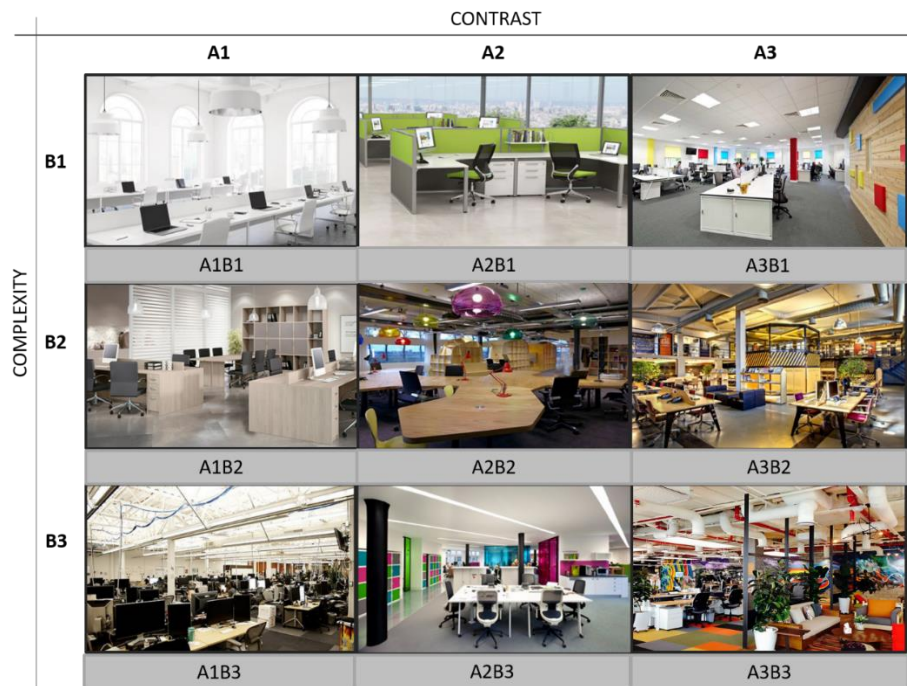 CONTRAST
A1 A2 A3
COMPLEXITY
B1
A1B1 A2B1 A3B1
B2
A1B2 A2B2 A3B2
B3
A1B3 A2B3 A3B3